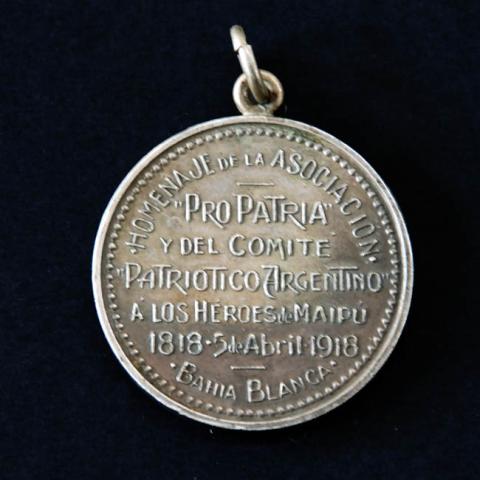 ·HOMENAJE DE LA ASOCIACION·
"PRO PATRIA"
Y DEL COMITÉ
"PATRIOTICO ARGENTINO"
Á LOS HÉROES de MAIPÚ
1818·5 de Abril·1918
·BAHIA BLANCA·